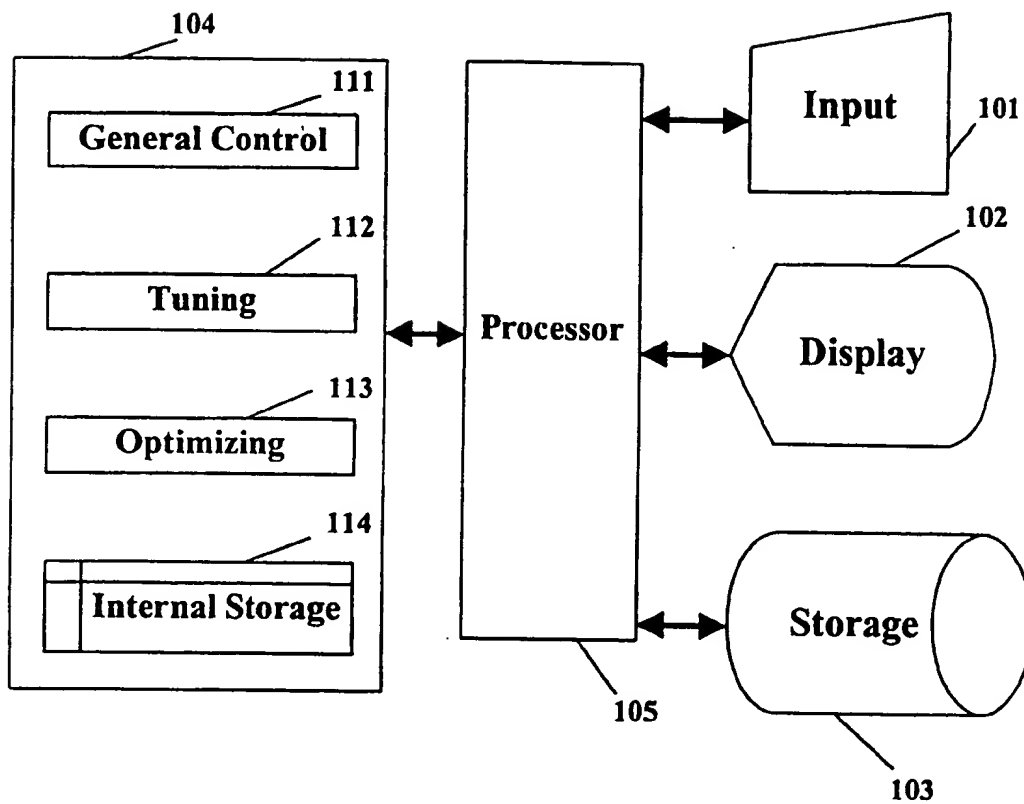 104
111
General Control
112
Tuning
113
Optimizing
114
Internal Storage
Processor
105
Input
101
102
Display
Storage
103